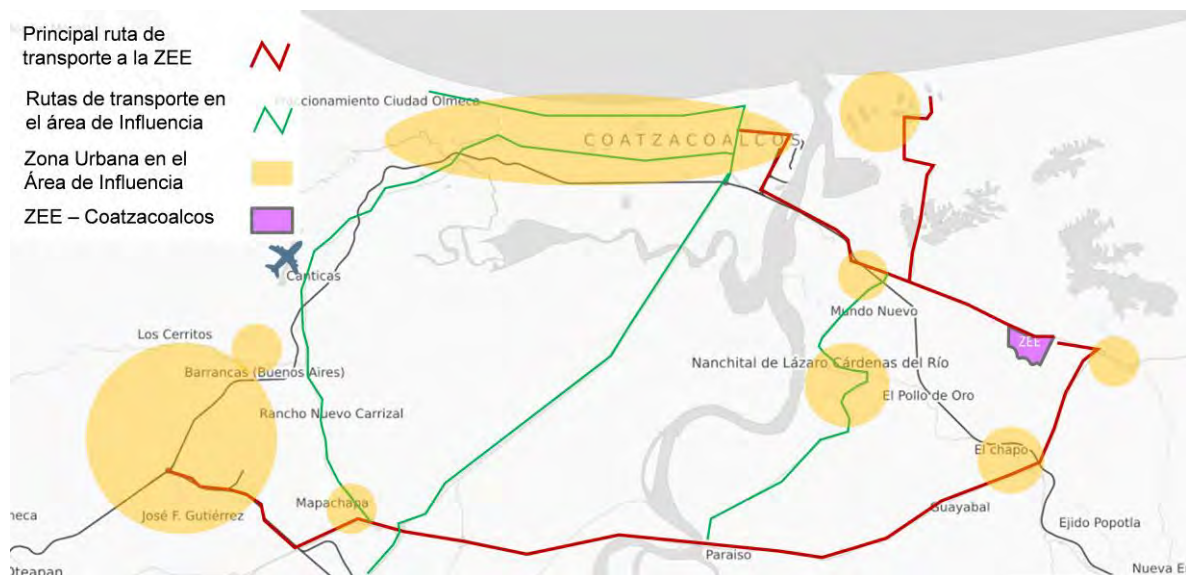 Principal ruta de
transporte a la ZEE
Rutas de transporte en
el área de Influencia
Zona Urbana en el
Área de Influencia
ZEE – Coatzacoalcos
Ciudad Olmeca
COATZACOALCOS
Canticas
Los Cerritos
Barrancas (Buenos Aires)
Rancho Nuevo Carrizal
Mapachapa
José F. Gutiérrez
Oteapan
Mundo Nuevo
ZEE
Nanchital de Lázaro Cárdenas del Río
El Pollo de Oro
El chapo
Guayabal
Ejido Popotla
Paraiso
Nueva E